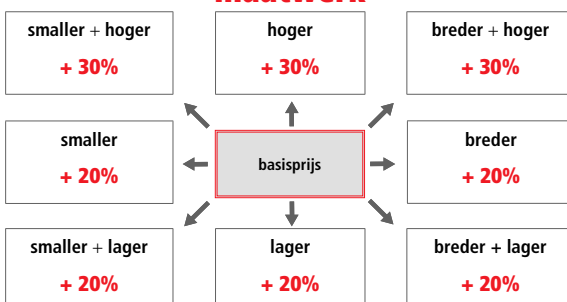 smaller + hoger
+ 30%
hoger
+ 30%
breder + hoger
+ 30%
smaller
+ 20%
basisprijs
breder
+ 20%
smaller + lager
+ 20%
lager
+ 20%
breder + lager
+ 20%